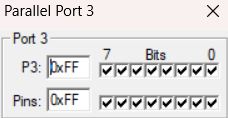 Parallel Port 3
Port 3
7 Bits 0
P3: 0xFF
Pins: 0xFF